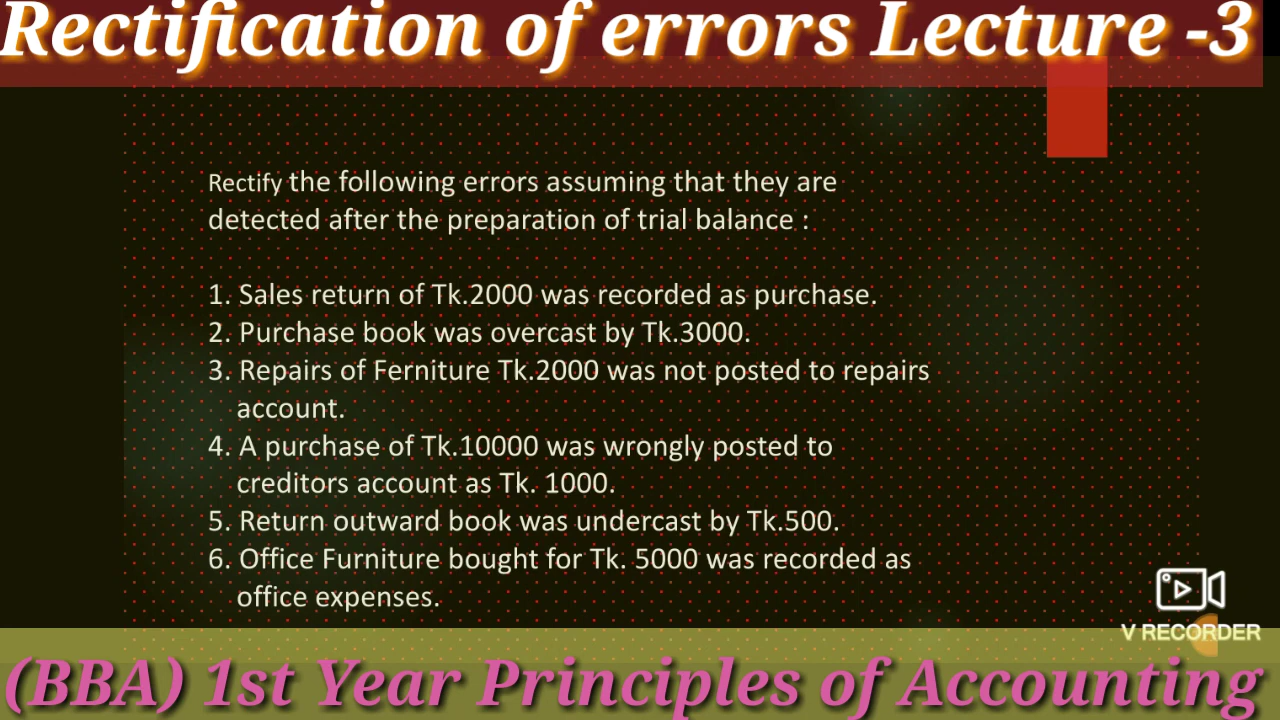 Rectification of errors Lecture -3
Rectify the following errors assuming that they are
detected after the preparation of trial balance :
1. Sales return of Tk.2000 was recorded as purchase.
2. Purchase book was overcast by Tk.3000.
3. Repairs of Ferniture Tk.2000 was not posted to repairs
account.
4. A purchase of Tk.10000 was wrongly posted to
creditors account as Tk. 1000.
5. Return outward book was undercast by Tk.500.
6. Office Furniture bought for Tk. 5000 was recorded as
office expenses.
V RECORDER
(BBA) 1st Year Principles of Accounting